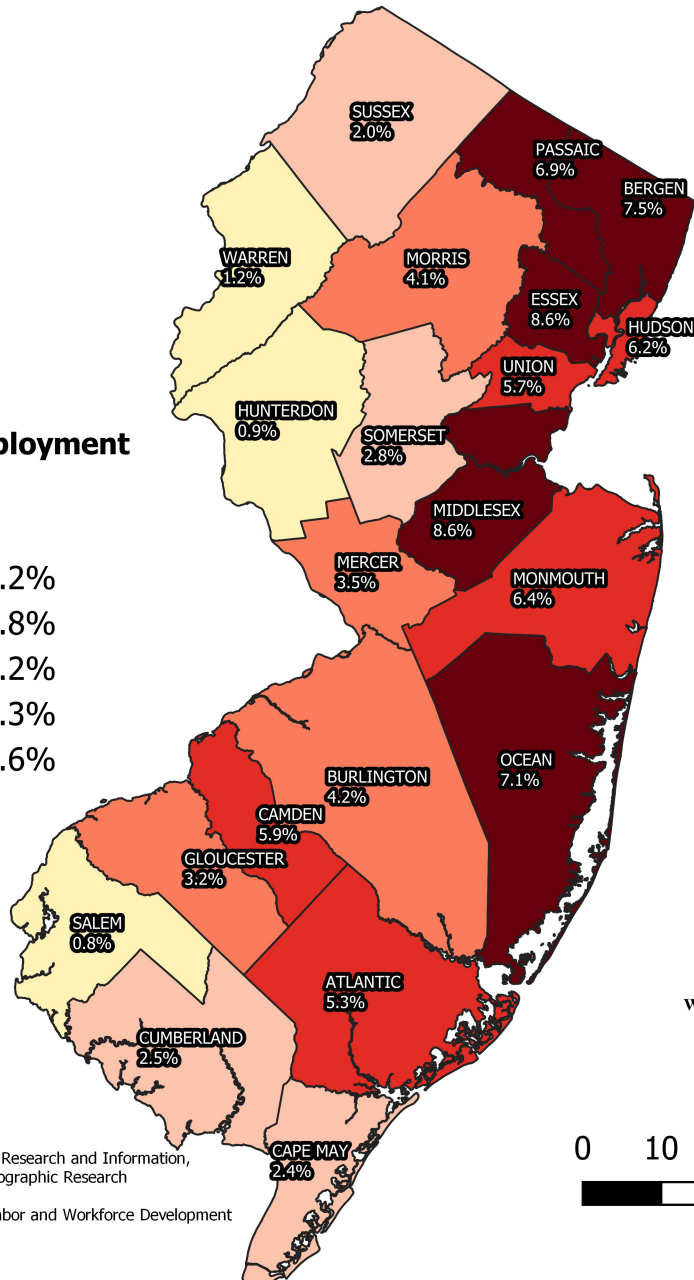 SUSSEX
2.0%
PASSAIC
6.9%
BERGEN
7.5%
WARREN
1.2%
MORRIS
4.1%
ESSEX
8.6%
HUDSON
6.2%
UNION
5.7%
HUNTERDON
0.9%
SOMERSET
2.8%
ployment
MIDDLESEX
8.6%
MERCER
3.5%
MONMOUTH
6.4%
.2%
.8%
.2%
.3%
.6%
OCEAN
7.1%
BURLINGTON
4.2%
CAMDEN
5.9%
GLOUCESTER
3.2%
SALEM
0.8%
ATLANTIC
5.3%
W
CUMBERLAND
2.5%
CAPE MAY
2.4%
0 10
Research and Information,
ographic Research
abor and Workforce Development